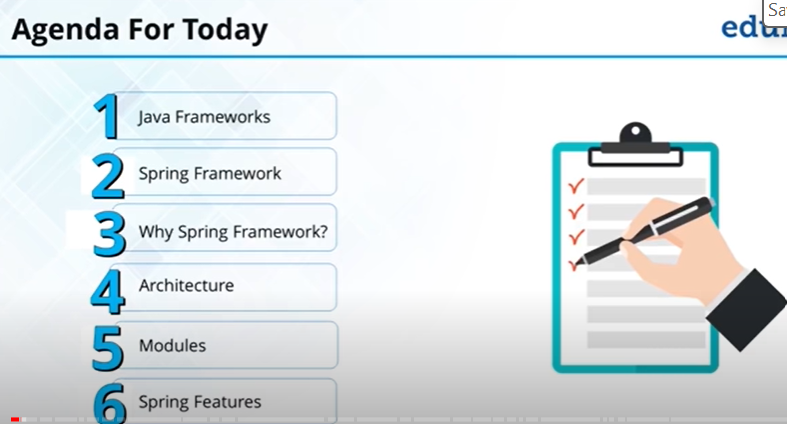 Agenda For Today
1 Java Frameworks
2 Spring Framework
3 Why Spring Framework?
4 Architecture
5 Modules
6 Spring Features